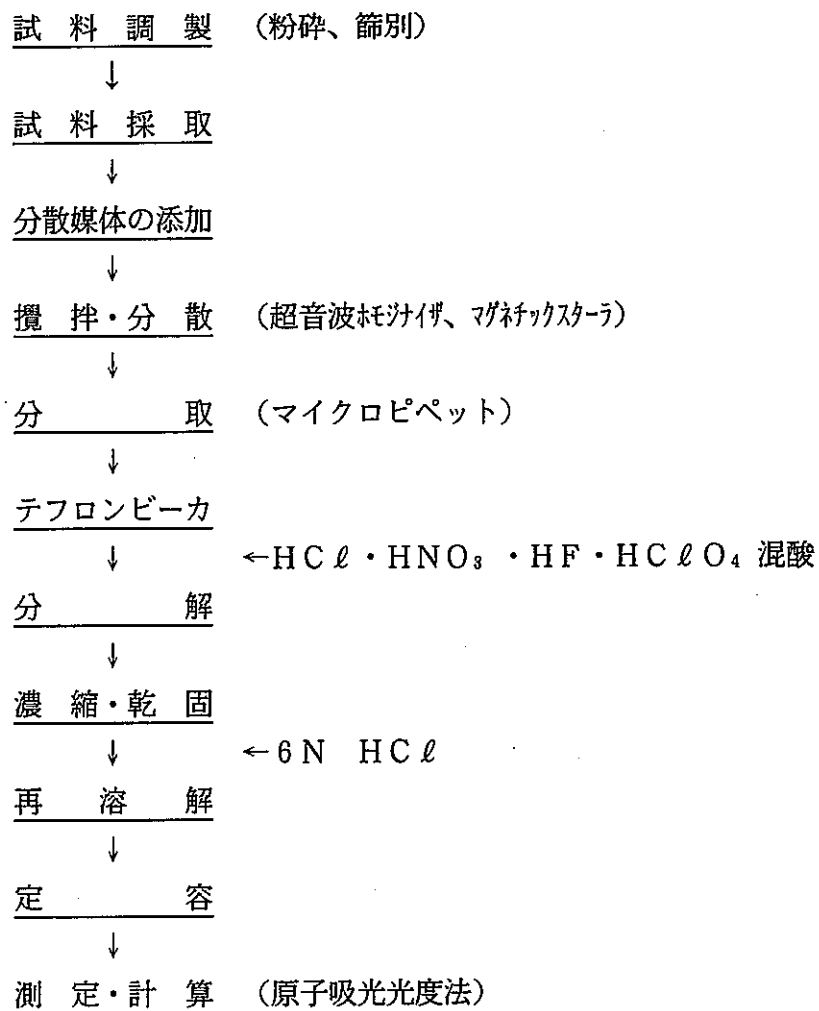 試料調製 （粉砕、篩別）
↓
試料採取
↓
分散媒体の添加
↓
攪拌・分散 （超音波ﾎﾓｼﾞﾅｲｻﾞ、ﾏｸﾞﾈﾁｯｸｽﾀｰﾗ）
↓
分取 （マイクロピペット）
↓
テフロンビーカ
↓ ←HCℓ・HNO₃・HF・HCℓO₄ 混酸
分解
↓
濃縮・乾固
↓ ←6N HCℓ
再溶解
↓
定容
↓
測定・計算 （原子吸光光度法）